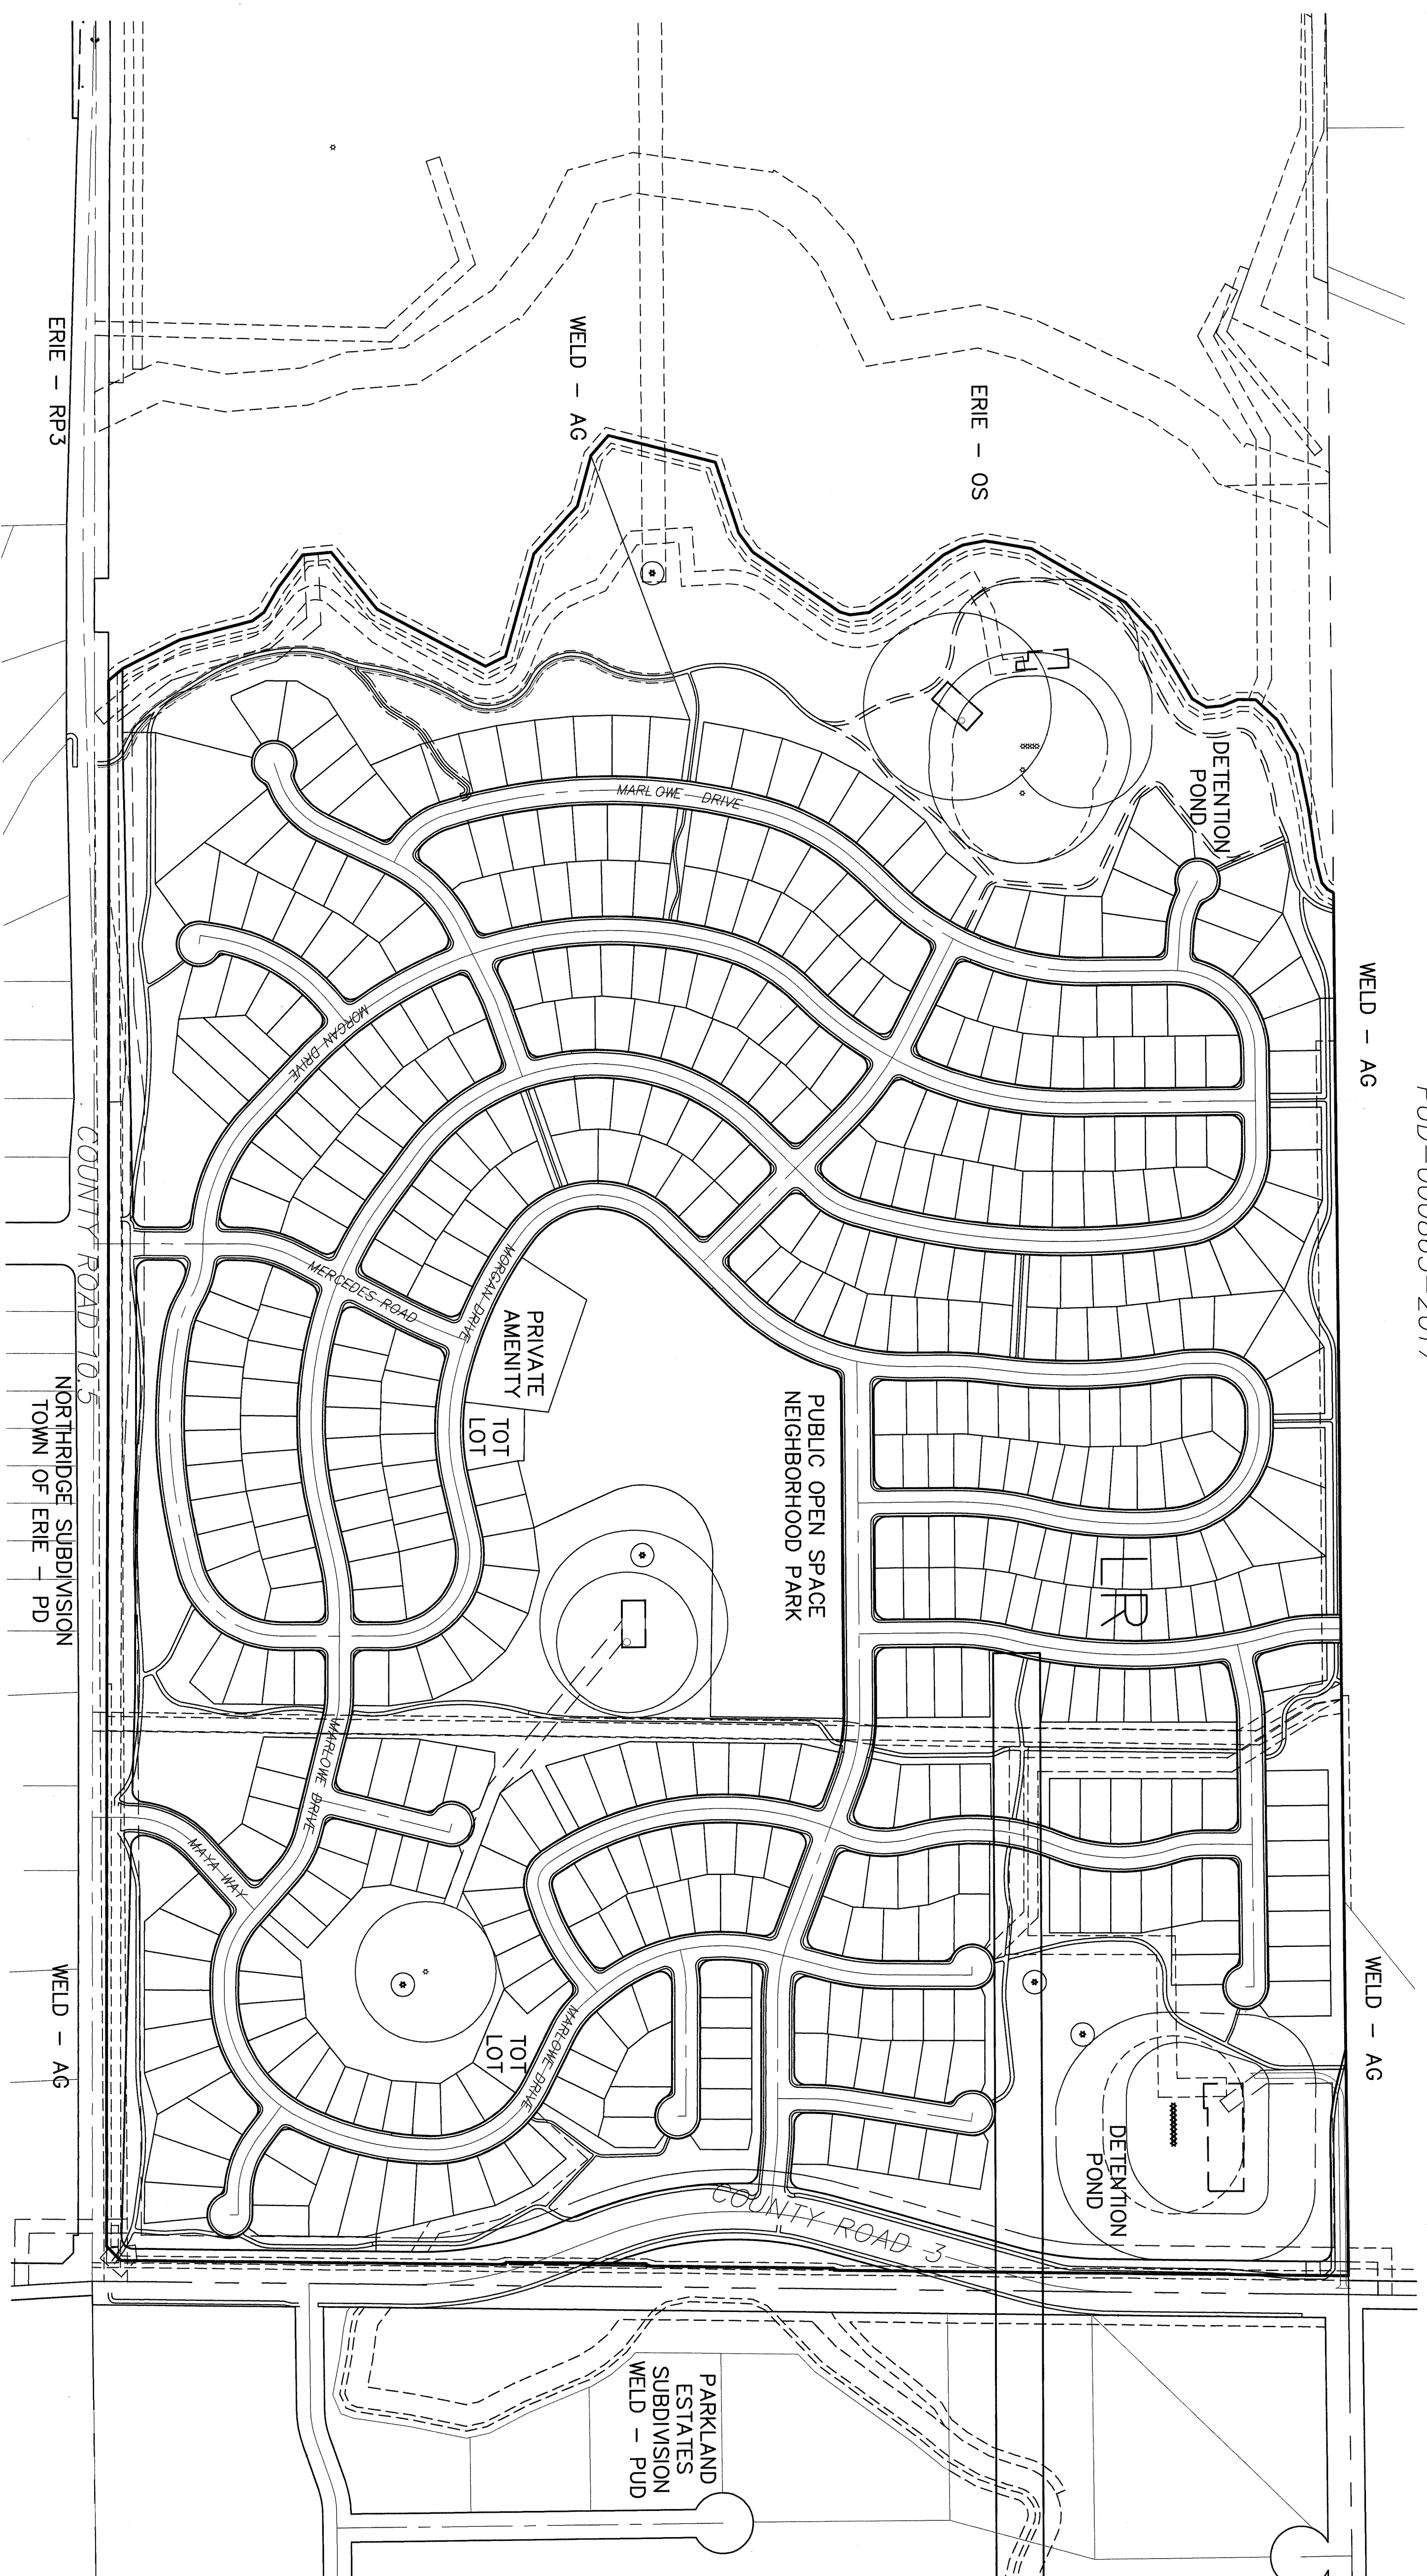 ERIE – RP3
WELD – AG
ERIE – OS
DETENTION
POND
WELD – AG
MARLOWE DRIVE
MORGAN DRIVE
COUNTY ROAD 10.5
MERCEDES ROAD
MORGAN DRIVE
PRIVATE
AMENITY
TOT
LOT
PUBLIC OPEN SPACE
NEIGHBORHOOD PARK
LR
NORTHRIDGE SUBDIVISION
TOWN OF ERIE – PD
MARLOWE DRIVE
MAYA WAY
WELD – AG
TOT
LOT
MARLOWE DRIVE
COUNTY ROAD 3
DETENTION
POND
WELD – AG
PARKLAND
ESTATES
SUBDIVISION
WELD – PUD